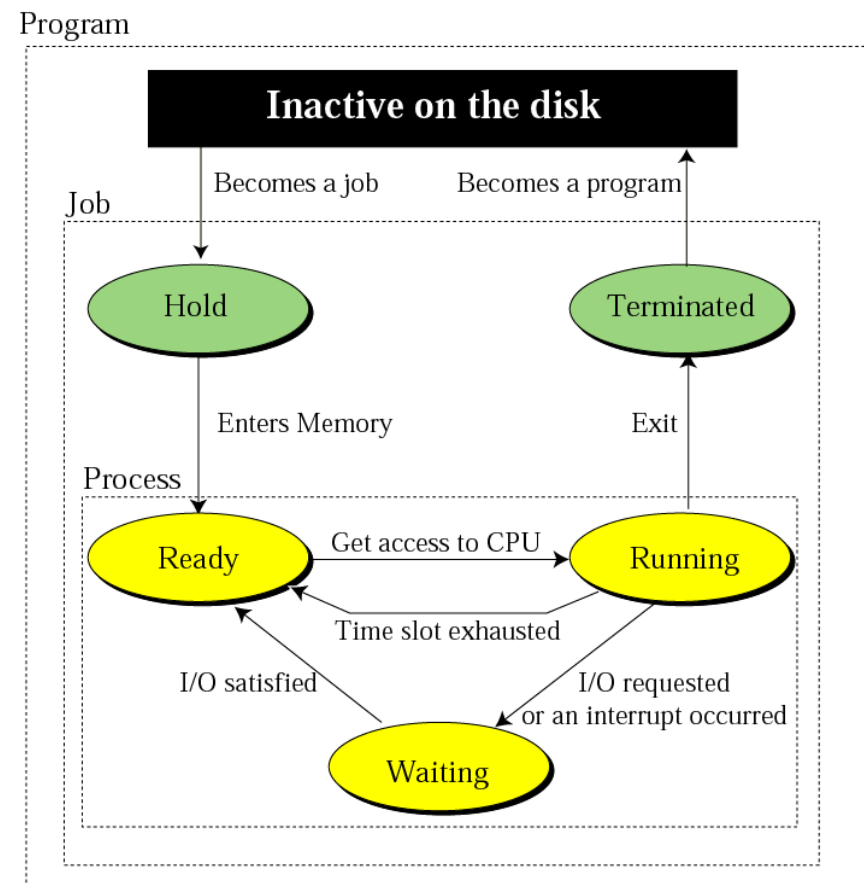 Program
Inactive on the disk
Becomes a job
Becomes a program
Job
Hold
Terminated
Enters Memory
Exit
Process
Ready
Get access to CPU
Running
Time slot exhausted
I/O satisfied
I/O requested
or an interrupt occurred
Waiting